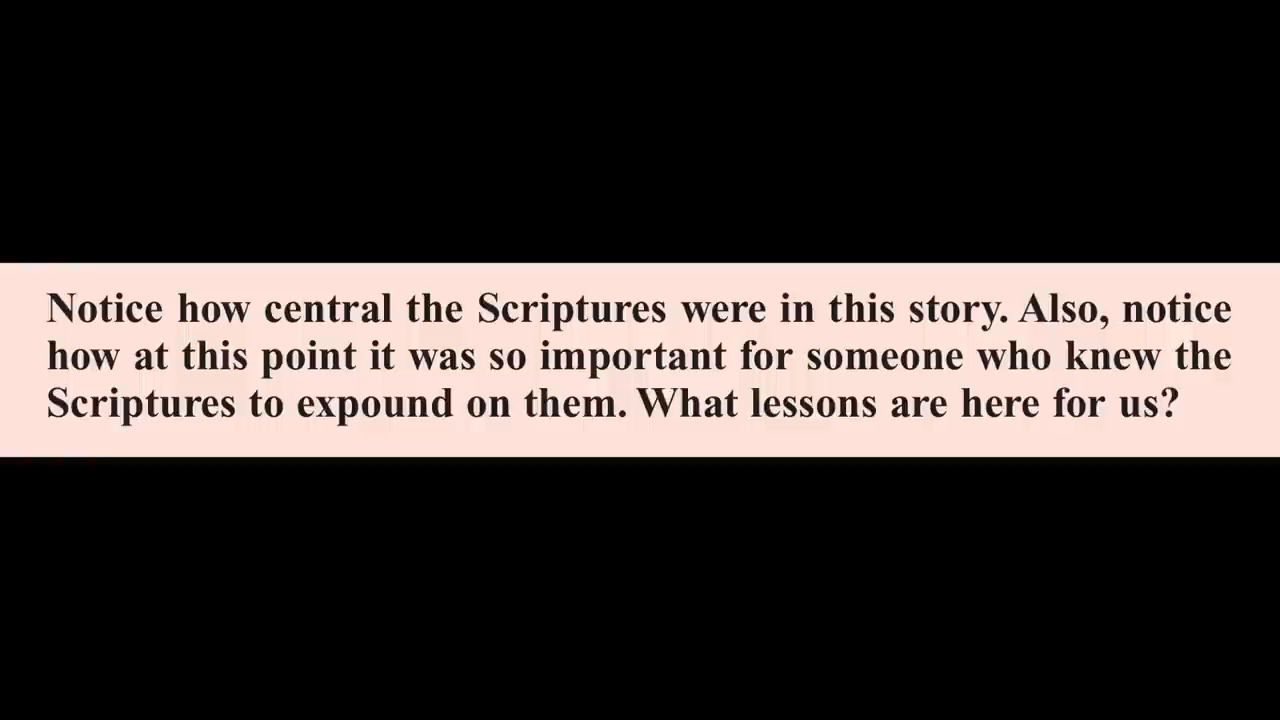 Notice how central the Scriptures were in this story. Also, notice
how at this point it was so important for someone who knew the
Scriptures to expound on them. What lessons are here for us?